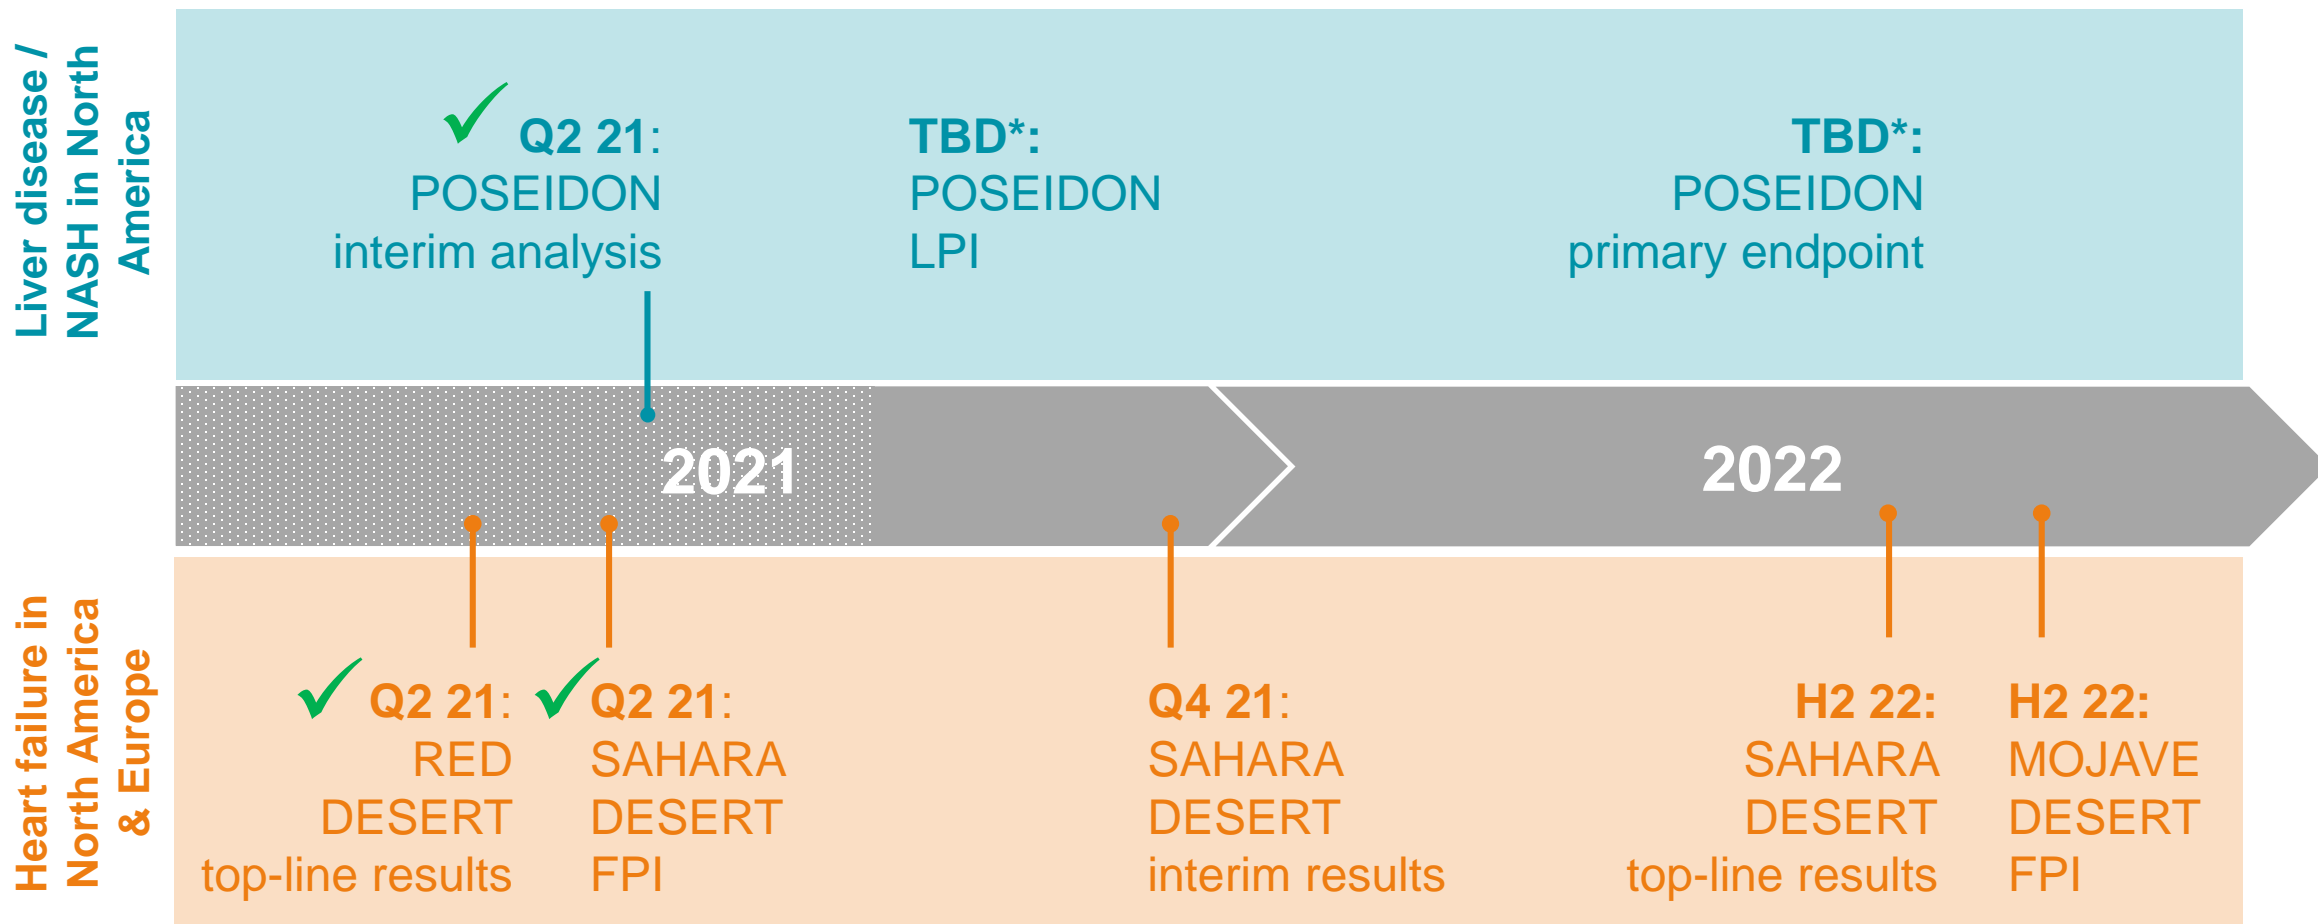 Liver disease /
NASH in North
America
Q2 21:
POSEIDON
interim analysis
TBD*:
POSEIDON
LPI
TBD*:
POSEIDON
primary endpoint
2021
2022
Heart failure in
North America
& Europe
Q2 21:
RED
DESERT
top-line results
Q2 21:
SAHARA
DESERT
FPI
Q4 21:
SAHARA
DESERT
interim results
H2 22:
SAHARA
DESERT
top-line results
H2 22:
MOJAVE
DESERT
FPI